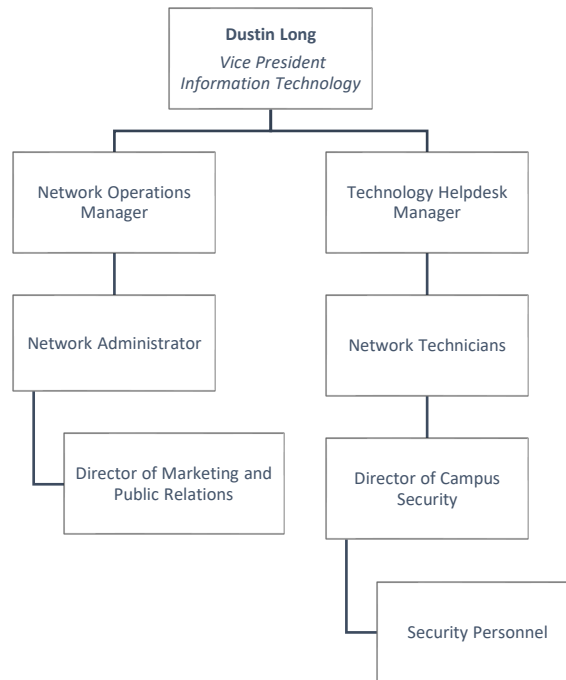 Dustin Long
Vice President
Information Technology
Network Operations
Manager
Technology Helpdesk
Manager
Network Administrator
Network Technicians
Director of Marketing and
Public Relations
Director of Campus
Security
Security Personnel